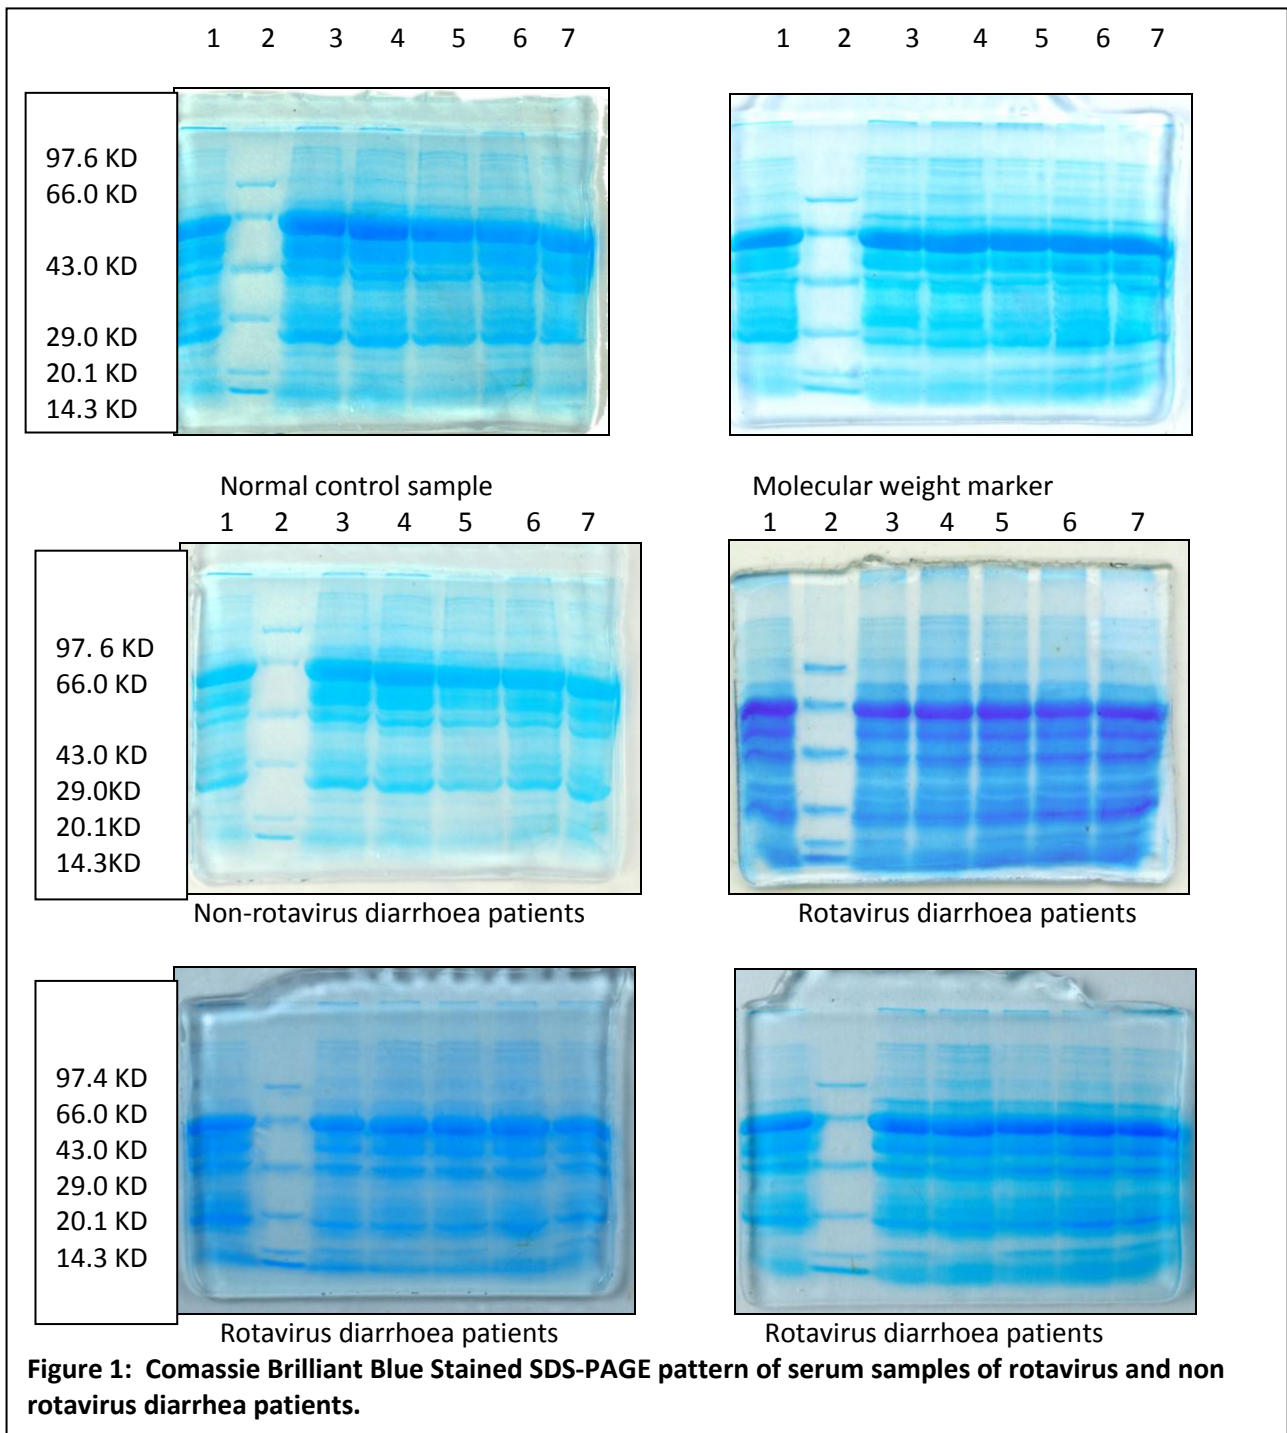 1 2 3 4 5 6 7
1 2 3 4 5 6 7
97.6 KD
66.0 KD
43.0 KD
29.0 KD
20.1 KD
14.3 KD
Normal control sample
Molecular weight marker
1 2 3 4 5 6 7
1 2 3 4 5 6 7
97. 6 KD
66.0 KD
43.0 KD
29.0KD
20.1KD
14.3KD
Non-rotavirus diarrhoea patients
Rotavirus diarrhoea patients
97.4 KD
66.0 KD
43.0 KD
29.0 KD
20.1 KD
14.3 KD
Rotavirus diarrhoea patients
Rotavirus diarrhoea patients
Figure 1: Comassie Brilliant Blue Stained SDS-PAGE pattern of serum samples of rotavirus and non
rotavirus diarrhea patients.